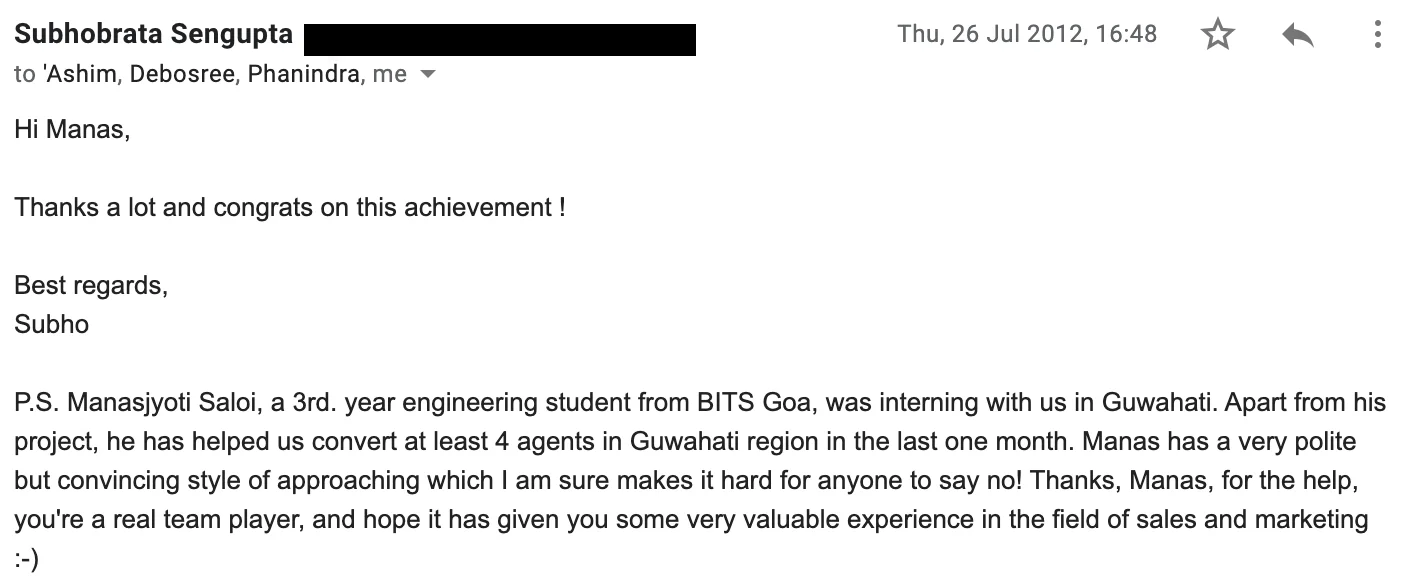 Subhobrata Sengupta
Thu, 26 Jul 2012, 16:48
to 'Ashim, Debosree, Phanindra, me
Hi Manas,
Thanks a lot and congrats on this achievement !
Best regards,
Subho
P.S. Manasjyoti Saloi, a 3rd. year engineering student from BITS Goa, was interning with us in Guwahati. Apart from his
project, he has helped us convert at least 4 agents in Guwahati region in the last one month. Manas has a very polite
but convincing style of approaching which I am sure makes it hard for anyone to say no! Thanks, Manas, for the help,
you're a real team player, and hope it has given you some very valuable experience in the field of sales and marketing
:-)